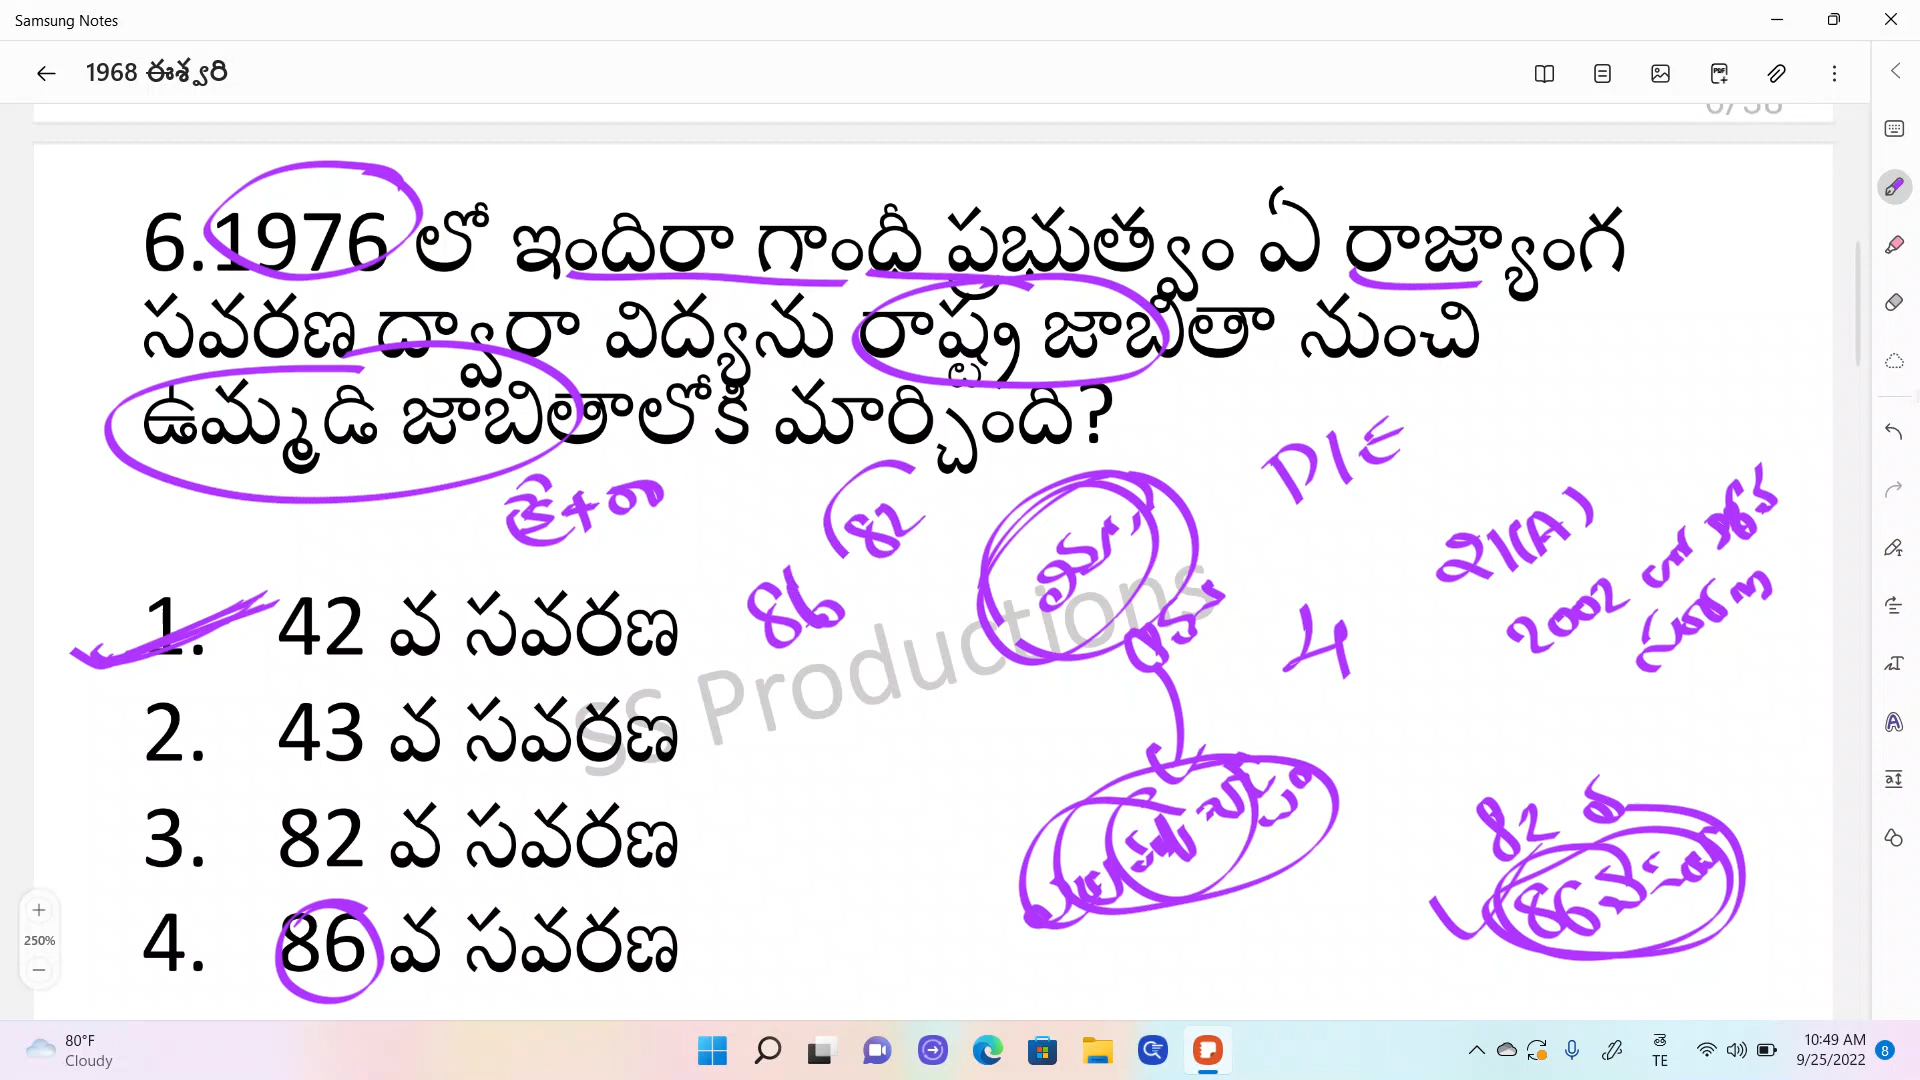 Samsung Notes
1968 ఈశ్వరి
6.1976 లో ఇందిరా గాంధీ ప్రభుత్వం ఏ రాజ్యాంగ
సవరణ ద్వారా విద్యను రాష్ట్ర జాబితా నుంచి
ఉమ్మడి జాబితాలోకి మార్చింది?
కే+రా
82
86
21(A)
2002
4
1. 42 వ సవరణ
2. 43 వ సవరణ
3. 82 వ సవరణ
4. 86 వ సవరణ
82
86
SS Productions
250%
80°F
Cloudy
తె
TE
10:49 AM
9/25/2022
8